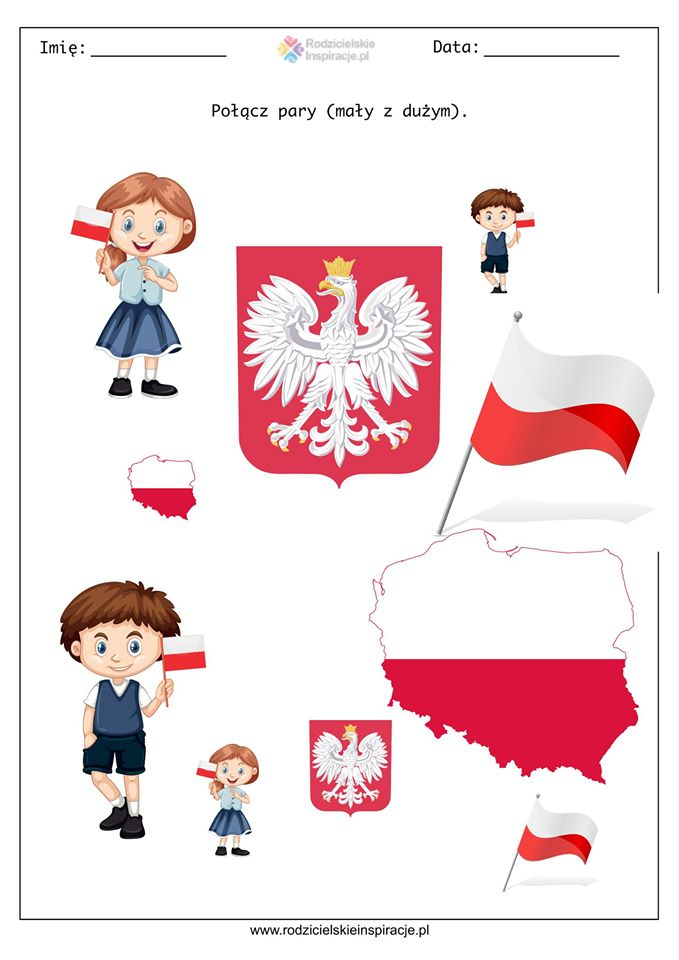 Imię: ______________ Rodzicielskie Inspiracje.pl Data: ______________
Połącz pary (mały z dużym).
www.rodzicielskieinspiracje.pl